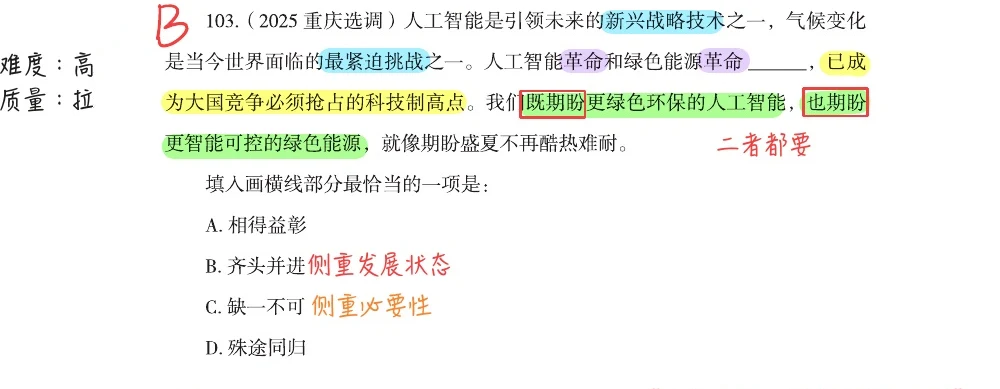 B 103.（2025 重庆选调）人工智能是引领未来的新兴战略技术之一，气候变化
难度：高 是当今世界面临的最紧迫挑战之一。人工智能革命和绿色能源革命______，已成
质量：拉 为大国竞争必须抢占的科技制高点。我们既期盼更绿色环保的人工智能，也期盼
更智能可控的绿色能源，就像期盼盛夏不再酷热难耐。 二者都要
填入画横线部分最恰当的一项是：
A. 相得益彰
B. 齐头并进 侧重发展状态
C. 缺一不可 侧重必要性
D. 殊途同归